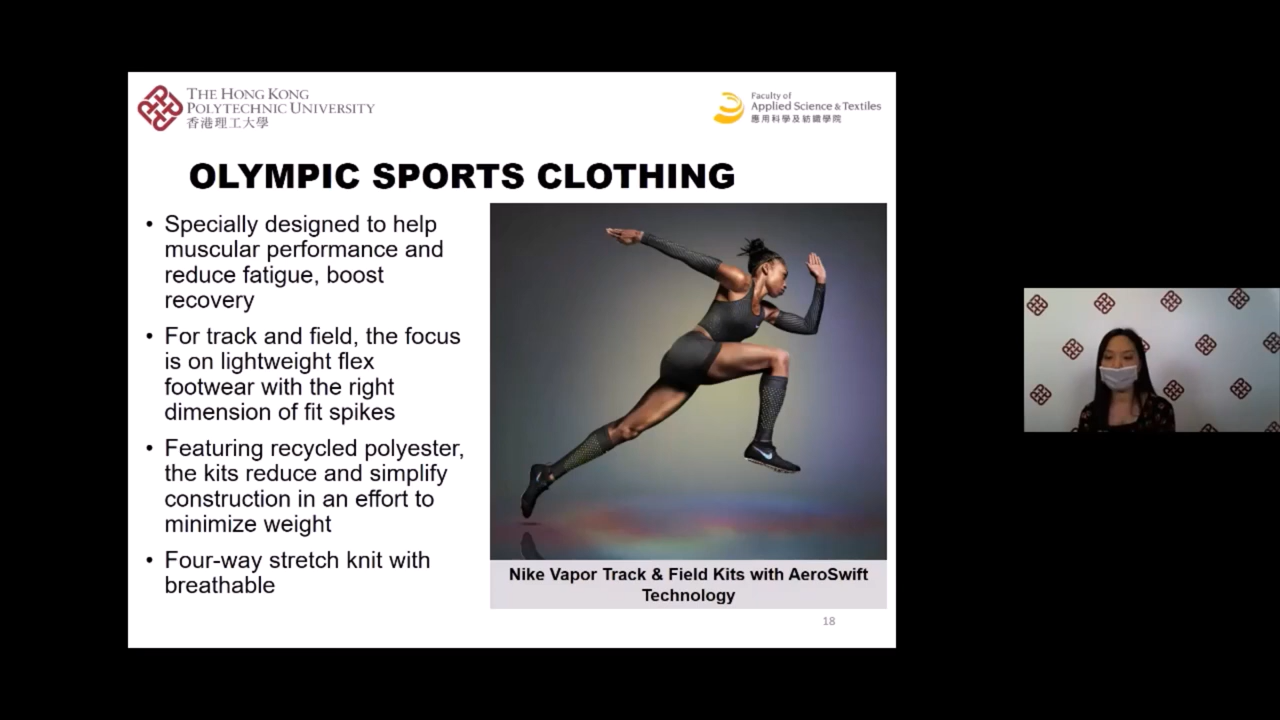 THE HONG KONG
POLYTECHNIC UNIVERSITY
香港理工大學
Faculty of
Applied Science & Textiles
應用科學及紡織學院
OLYMPIC SPORTS CLOTHING
• Specially designed to help
muscular performance and
reduce fatigue, boost
recovery
• For track and field, the focus
is on lightweight flex
footwear with the right
dimension of fit spikes
• Featuring recycled polyester,
the kits reduce and simplify
construction in an effort to
minimize weight
• Four-way stretch knit with
breathable
Nike Vapor Track & Field Kits with AeroSwift
Technology
18